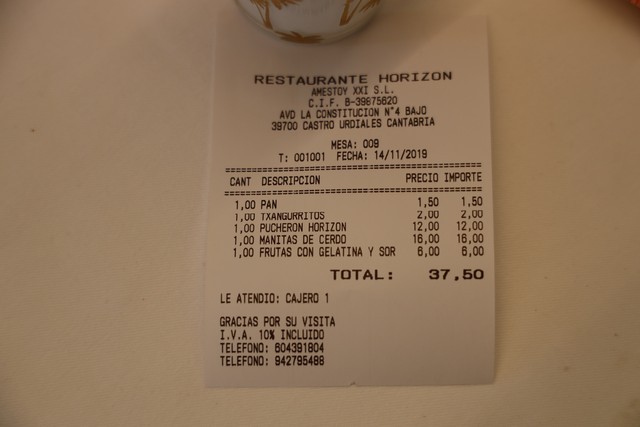 RESTAURANTE HORIZON
AMESTOY XXI S.L.
C.I.F. B-39875620
AVD LA CONSTITUCION N°4 BAJO
39700 CASTRO URDIALES CANTABRIA
MESA: 009
T: 001001 FECHA: 14/11/2019
CANT DESCRIPCION PRECIO IMPORTE
1,00 PAN 1,50 1,50
1,00 TXANGURRITOS 2,00 2,00
1,00 PUCHERON HORIZON 12,00 12,00
1,00 MANITAS DE CERDO 16,00 16,00
1,00 FRUTAS CON GELATINA Y SOR 6,00 6,00
TOTAL: 37,50
LE ATENDIO: CAJERO 1
GRACIAS POR SU VISITA
I.V.A. 10% INCLUIDO
TELEFONO: 604391804
TELEFONO: 942795488